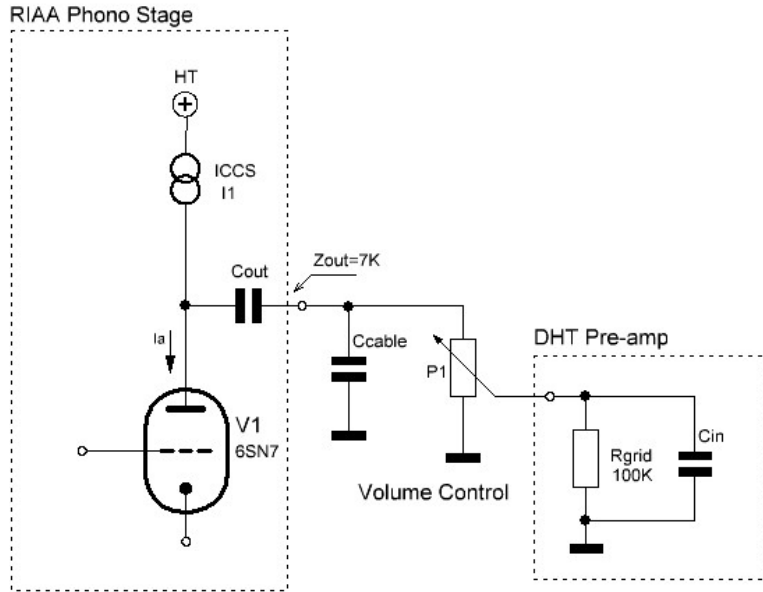 RIAA Phono Stage
HT
ICCS
I1
Cout
Zout=7K
Ia
V1
6SN7
Ccable
P1
Volume Control
DHT Pre-amp
Rgrid
100K
Cin